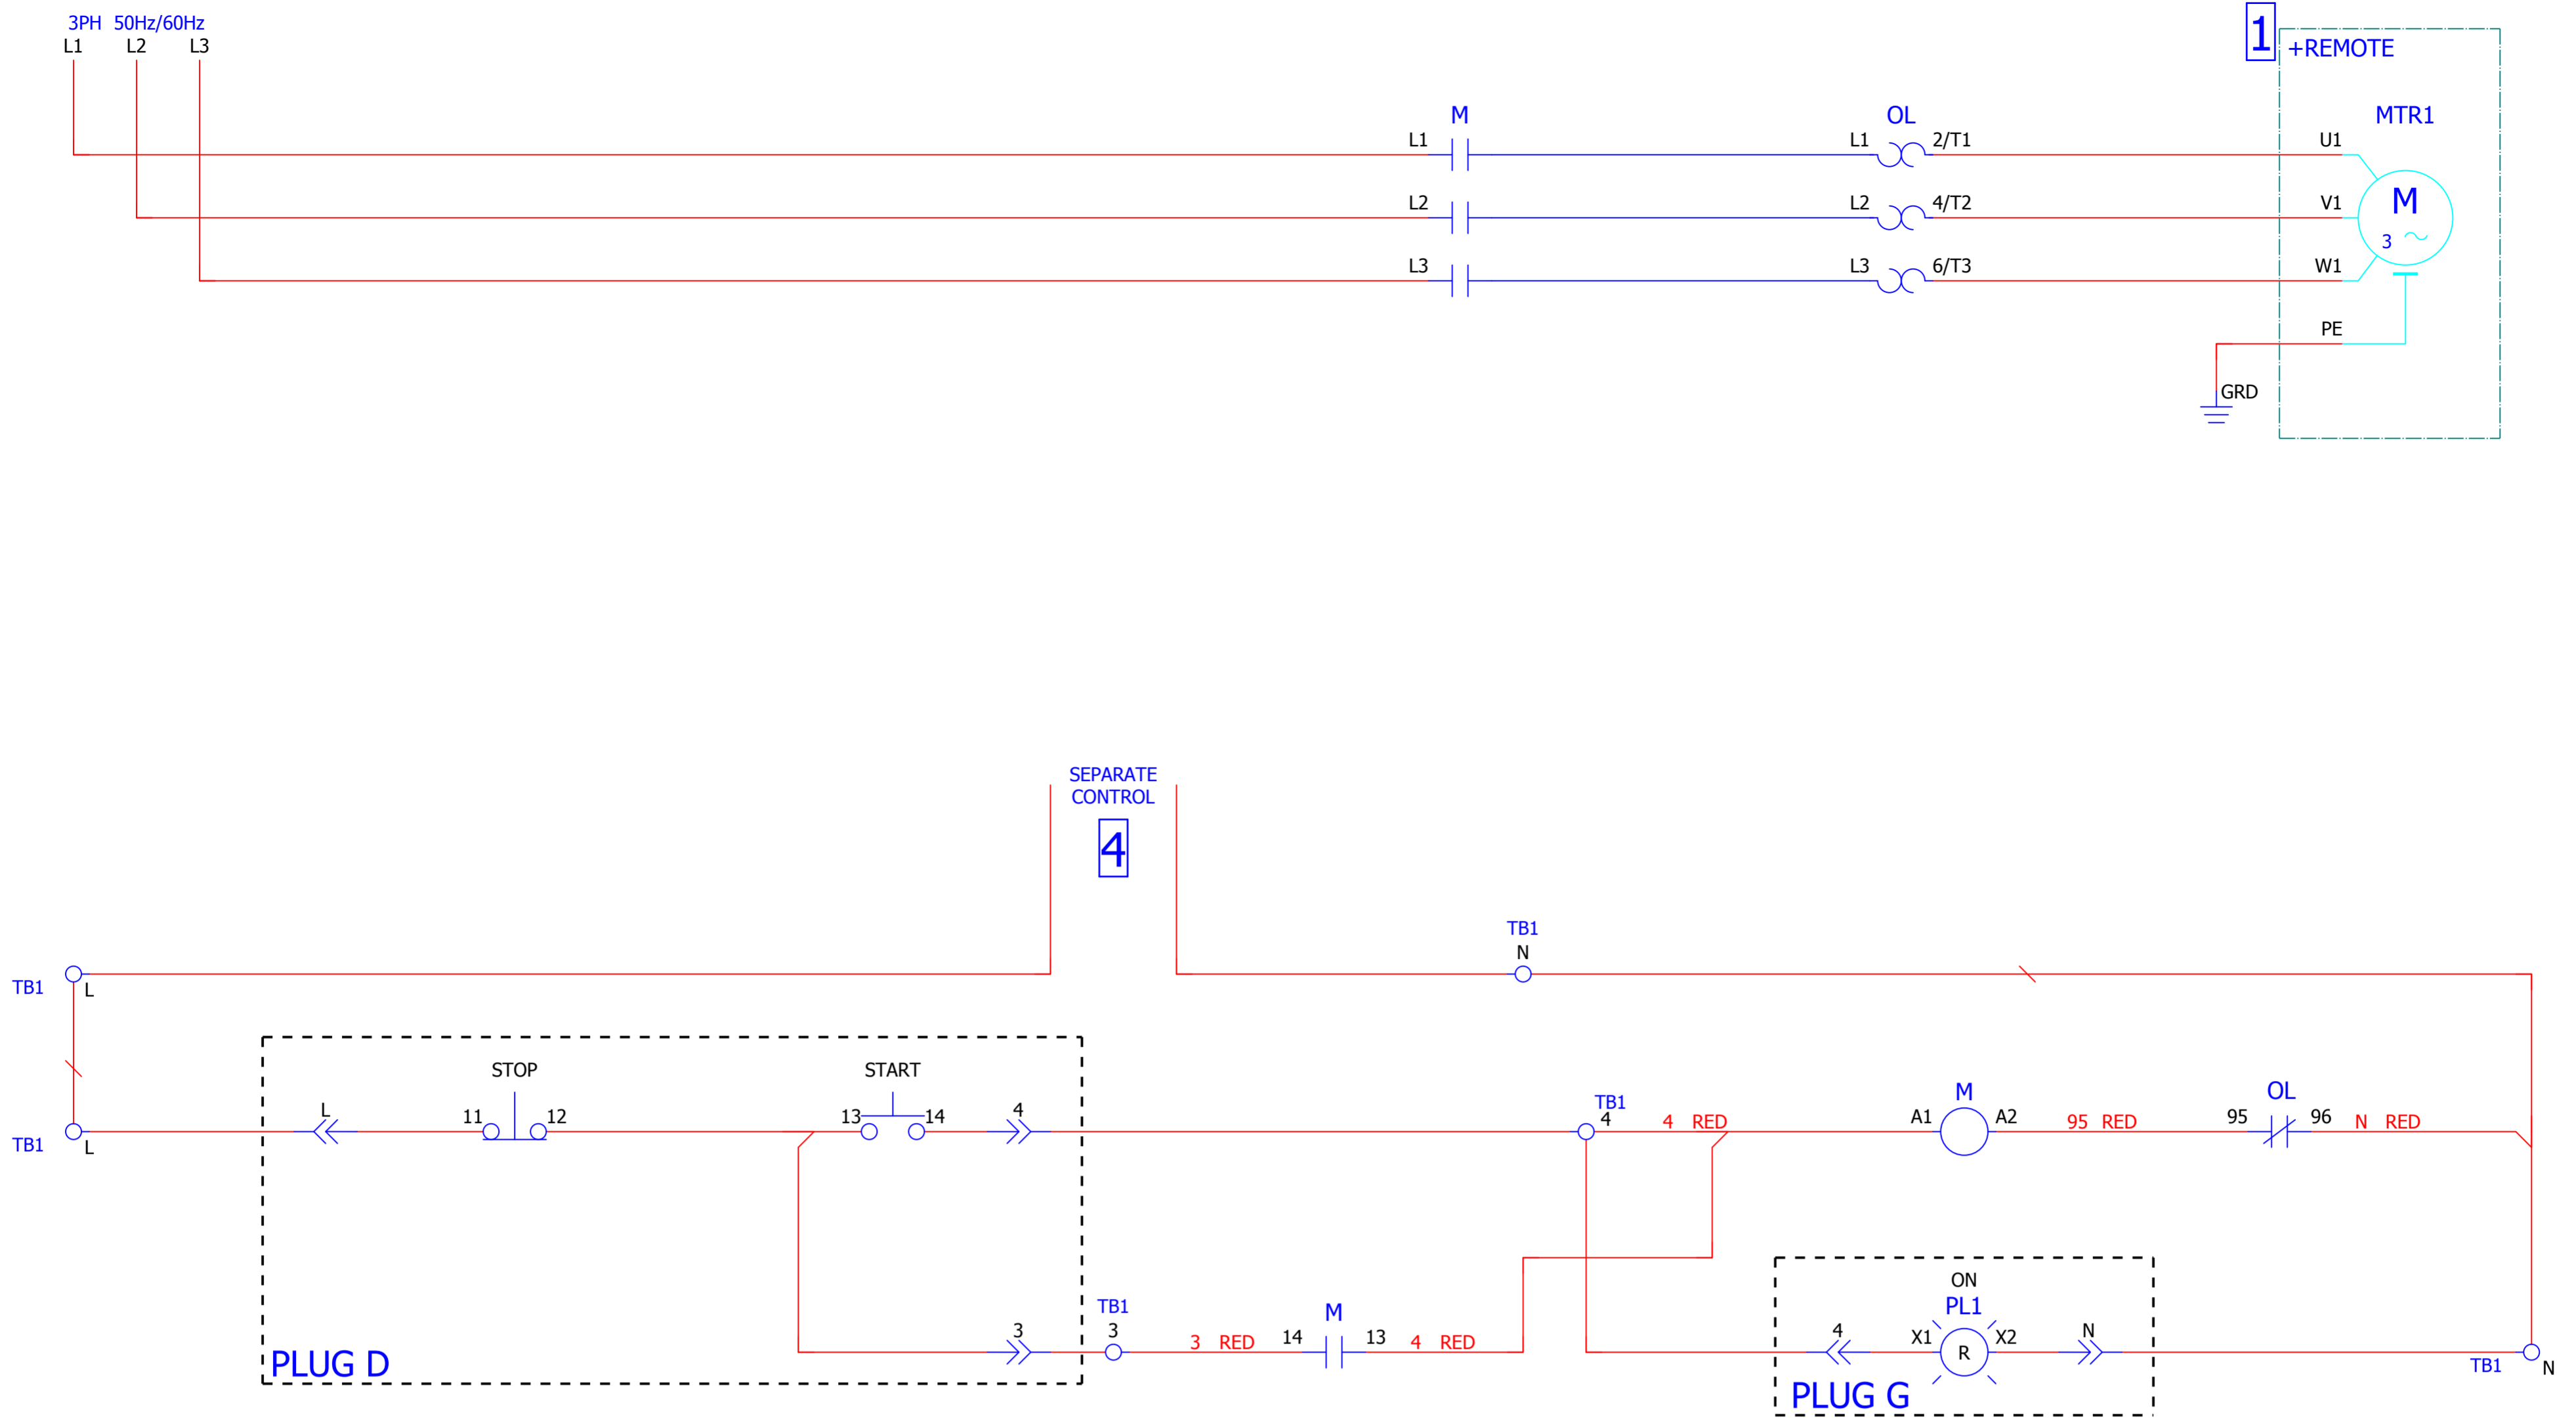 3PH 50Hz/60Hz
L1 L2 L3
1
+REMOTE
M OL MTR1
L1 L1 2/T1 U1
L2 L2 4/T2 V1
M
3
L3 L3 6/T3 W1
PE
GRD
SEPARATE
CONTROL
4
TB1
N
TB1 L
STOP START
TB1 M OL
L 11 12 13 14 4 4 4 RED A1 A2 95 RED 95 96 N RED
TB1 L
ON
TB1 M PL1
3 3 3 RED 14 13 4 RED 4 X1 R X2 N
TB1 N
PLUG D
PLUG G